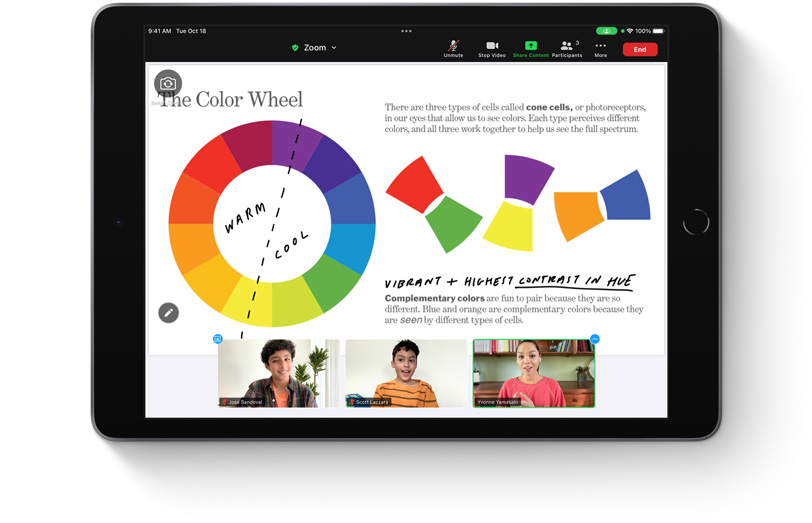 9:41 AM Tue Oct 18
100%
Zoom
Unmute
Stop Video
Share Content
3
Participants
More
End
The Color Wheel
WARM
COOL
There are three types of cells called cone cells, or photoreceptors,
in our eyes that allow us to see colors. Each type perceives different
colors, and all three work together to help us see the full spectrum.
VIBRANT + HIGHEST CONTRAST IN HUE
Complementary colors are fun to pair because they are so
different. Blue and orange are complementary colors because they
are seen by different types of cells.
José Sandoval
Scott Lazzara
Yvonne Yamasaki